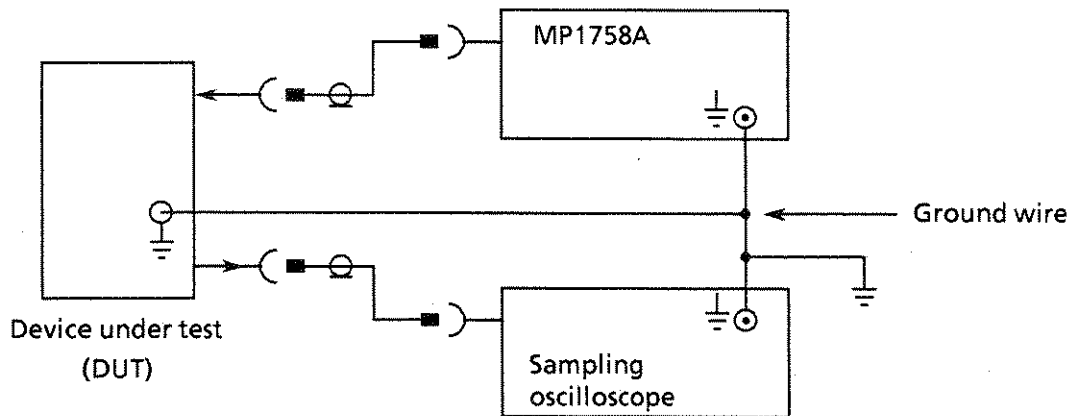 MP1758A
Ground wire
Device under test
(DUT)
Sampling
oscilloscope